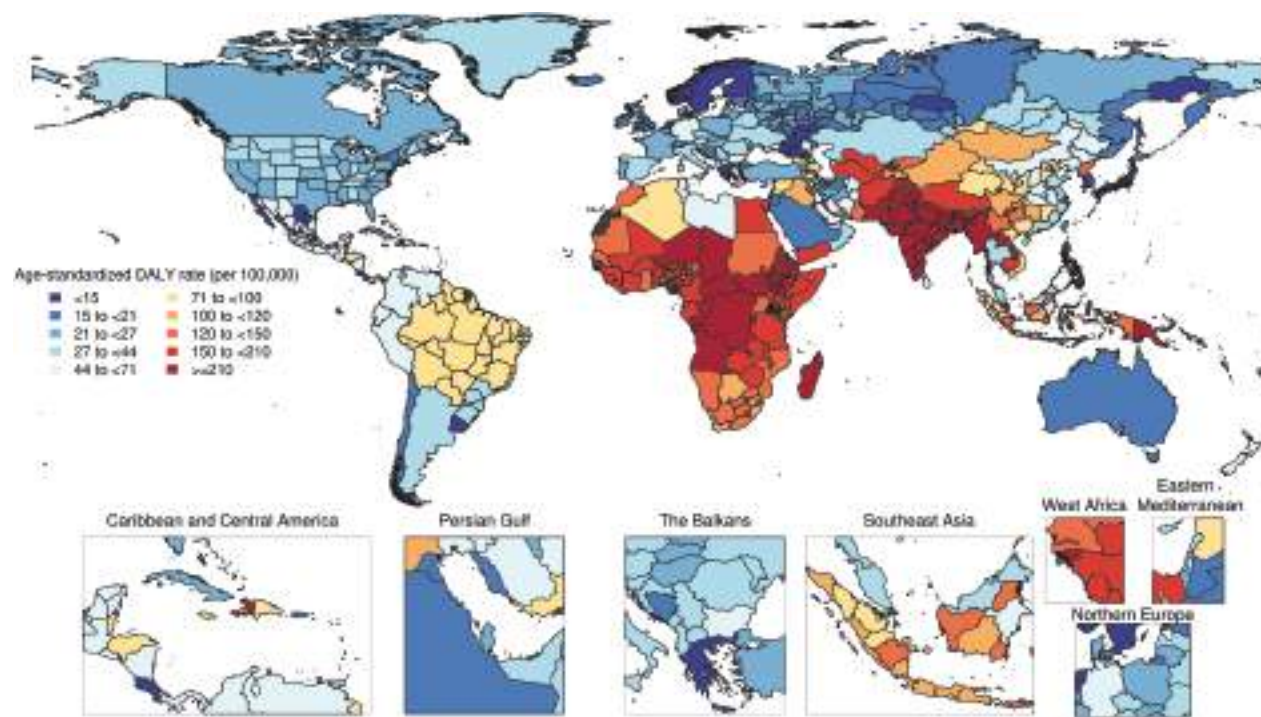 Age-standardized DALY rate (per 100,000)
<15
15 to <21
21 to <27
27 to <44
44 to <71
71 to <100
100 to <120
120 to <150
150 to <210
>=210
Caribbean and Central America
Persian Gulf
The Balkans
Southeast Asia
West Africa
Eastern
Mediterranean
Northern Europe